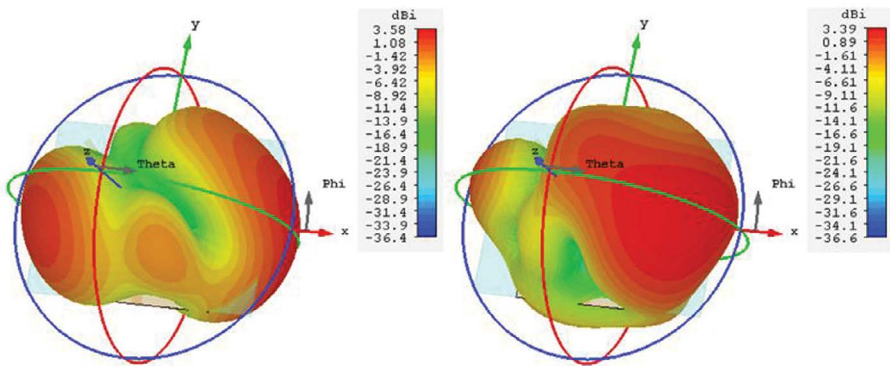 y
z
Theta
Phi
x
dBi
3.58
1.08
-1.42
-3.92
-6.42
-8.92
-11.4
-13.9
-16.4
-18.9
-21.4
-23.9
-26.4
-28.9
-31.4
-33.9
-36.4
y
z
Theta
Phi
x
dBi
3.39
0.89
-1.61
-4.11
-6.61
-9.11
-11.6
-14.1
-16.6
-19.1
-21.6
-24.1
-26.6
-29.1
-31.6
-34.1
-36.6